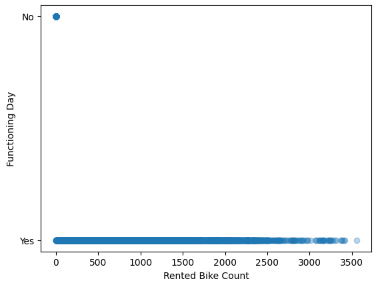 No
Functioning Day
Yes
0 500 1000 1500 2000 2500 3000 3500
Rented Bike Count